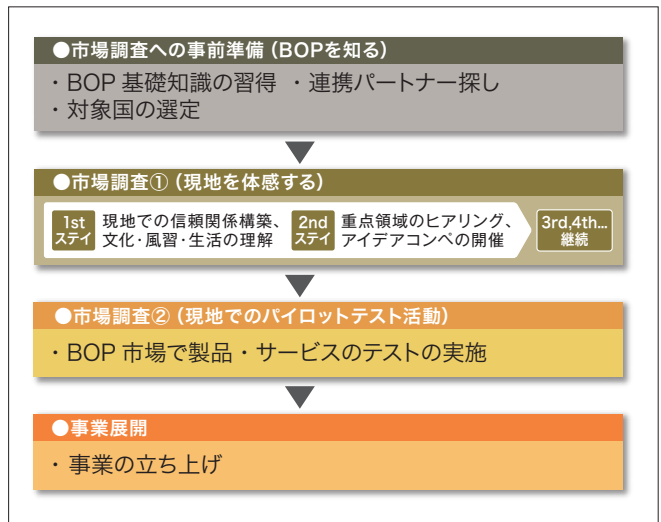 ●市場調査への事前準備（BOPを知る）
・BOP 基礎知識の習得 ・連携パートナー探し
・対象国の選定
●市場調査①（現地を体感する）
1st
ステイ
現地での信頼関係構築、
文化・風習・生活の理解
2nd
ステイ
重点領域のヒアリング、
アイデアコンペの開催
3rd,4th...
継続
●市場調査②（現地でのパイロットテスト活動）
・BOP 市場で製品・サービスのテストの実施
●事業展開
・事業の立ち上げ